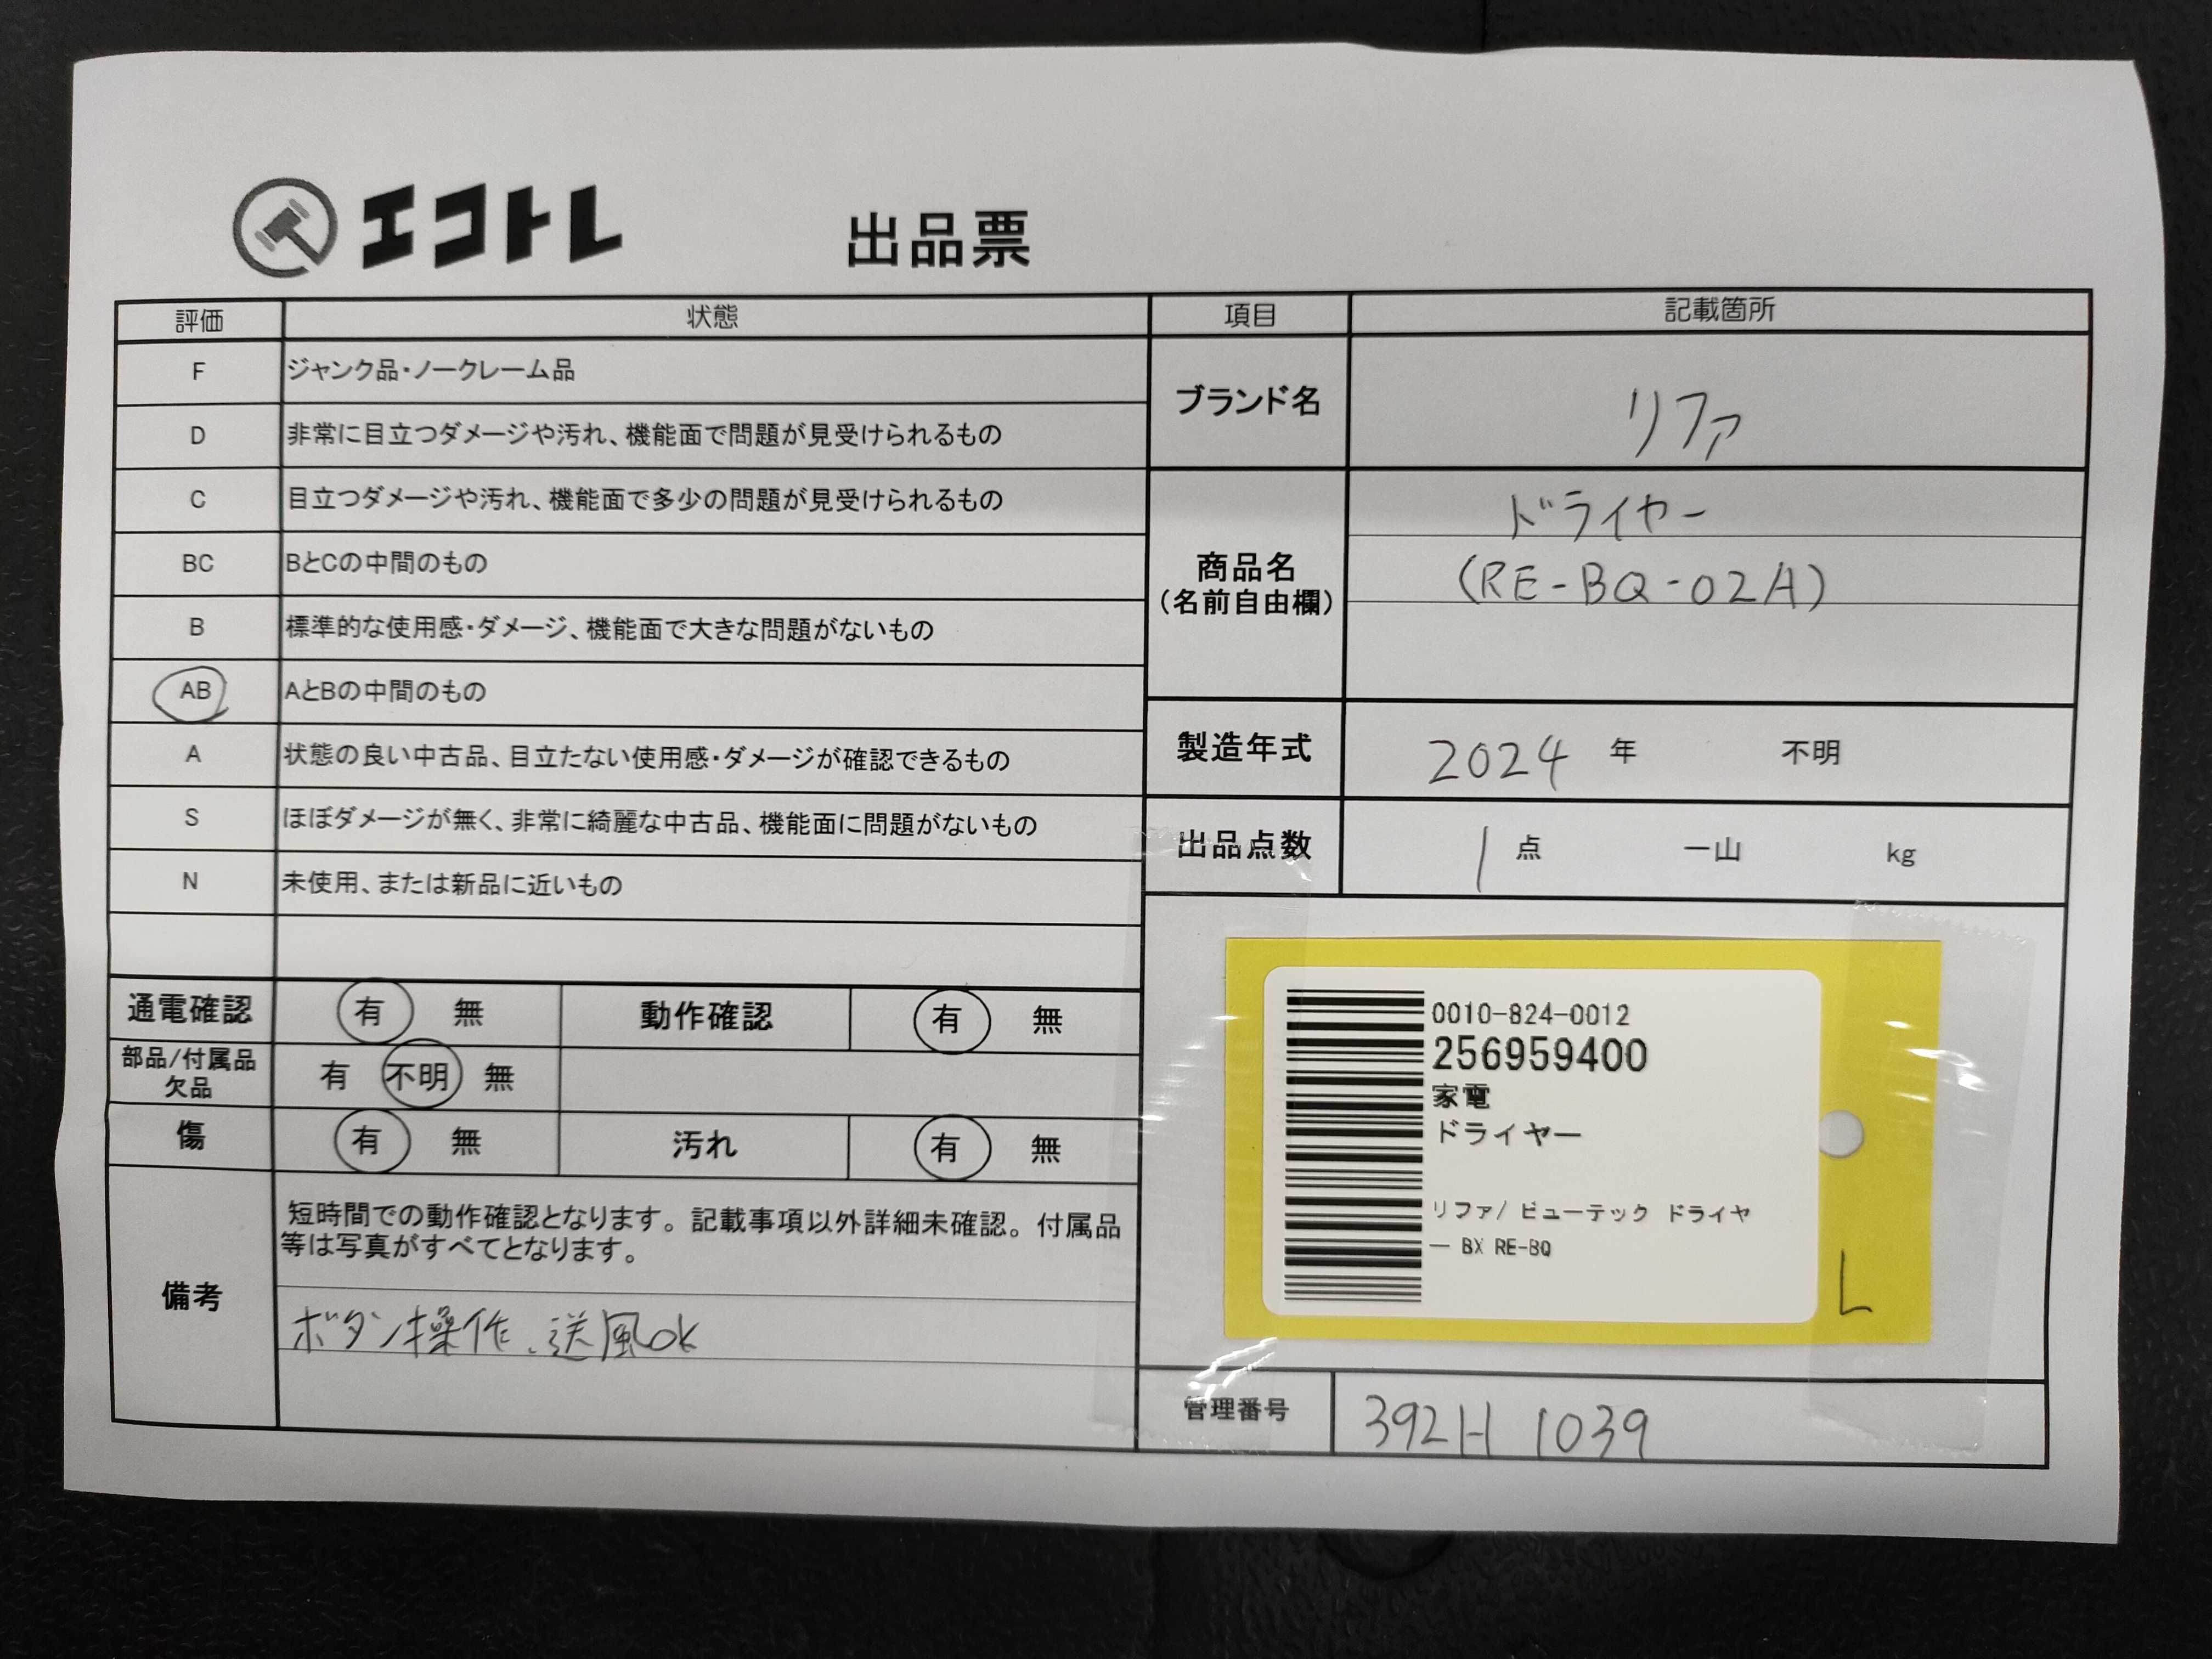 エコトレ 出品票
評価 状態
F ジャンク品・ノークレーム品
D 非常に目立つダメージや汚れ、機能面で問題が見受けられるもの
C 目立つダメージや汚れ、機能面で多少の問題が見受けられるもの
BC BとCの中間のもの
B 標準的な使用感・ダメージ、機能面で大きな問題がないもの
AB AとBの中間のもの
A 状態の良い中古品、目立たない使用感・ダメージが確認できるもの
S ほぼダメージが無く、非常に綺麗な中古品、機能面に問題がないもの
N 未使用、または新品に近いもの
通電確認 有 無 動作確認 有 無
部品/付属品
欠品 有 不明 無
傷 有 無 汚れ 有 無
備考
短時間での動作確認となります。記載事項以外詳細未確認。付属品
等は写真がすべてとなります。
ボタン操作、送風OK
項目 記載箇所
ブランド名 リファ
商品名
(名前自由欄)
ドライヤー
(RE-BQ-02A)
製造年式 2024 年 不明
出品点数 1 点 一山 kg
0010-824-0012
256959400
家電
ドライヤー
リファ/ ビューテック ドライヤ
ー BX RE-BQ
L
管理番号 392H 1039